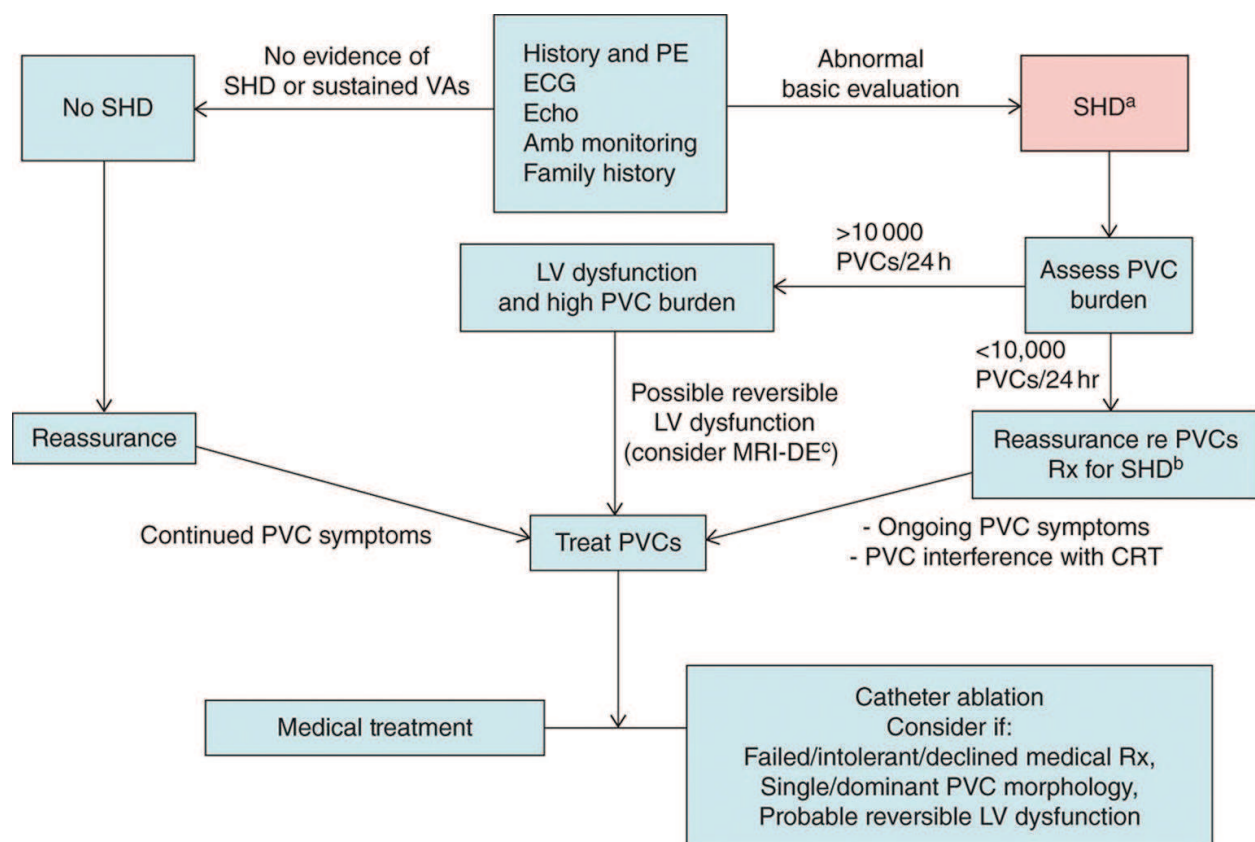 No evidence of
SHD or sustained VAs
History and PE
ECG
Echo
Amb monitoring
Family history
Abnormal
basic evaluation
No SHD
SHDᵃ
>10 000
PVCs/24 h
LV dysfunction
and high PVC burden
Assess PVC
burden
<10,000
PVCs/24 hr
Possible reversible
LV dysfunction
(consider MRI-DEᶜ)
Reassurance
Reassurance re PVCs
Rx for SHDᵇ
Continued PVC symptoms
Treat PVCs
- Ongoing PVC symptoms
- PVC interference with CRT
Medical treatment
Catheter ablation
Consider if:
Failed/intolerant/declined medical Rx,
Single/dominant PVC morphology,
Probable reversible LV dysfunction